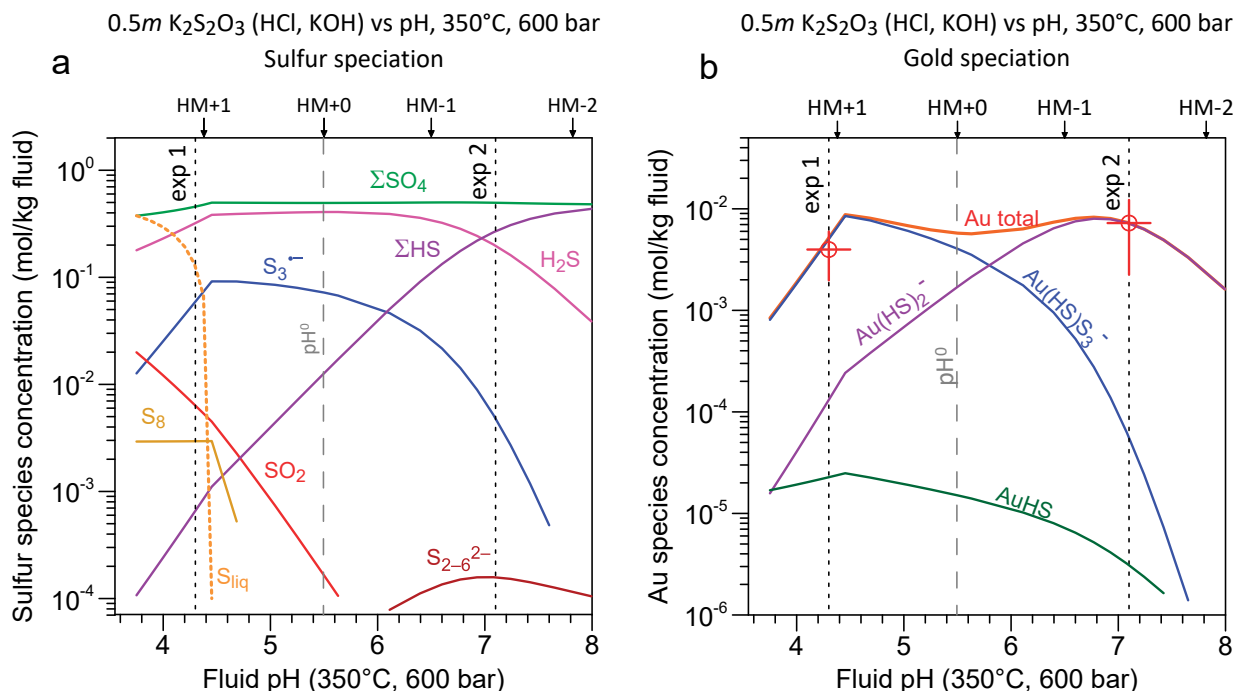 0.5m K₂S₂O₃ (HCl, KOH) vs pH, 350°C, 600 bar
Sulfur speciation
a
HM+1 HM+0 HM-1 HM-2
Sulfur species concentration (mol/kg fluid)
10⁰
10⁻¹
10⁻²
10⁻³
10⁻⁴
exp 1
exp 2
ΣSO₄
ΣHS
H₂S
S₃•⁻
pH⁰
S₈
SO₂
Sliq
S₂₋₆²⁻
4 5 6 7 8
Fluid pH (350°C, 600 bar)
0.5m K₂S₂O₃ (HCl, KOH) vs pH, 350°C, 600 bar
Gold speciation
b
HM+1 HM+0 HM-1 HM-2
Au species concentration (mol/kg fluid)
10⁻²
10⁻³
10⁻⁴
10⁻⁵
10⁻⁶
exp 1
exp 2
Au total
Au(HS)₂⁻
Au(HS)S₃⁻
pH⁰
AuHS
4 5 6 7 8
Fluid pH (350°C, 600 bar)